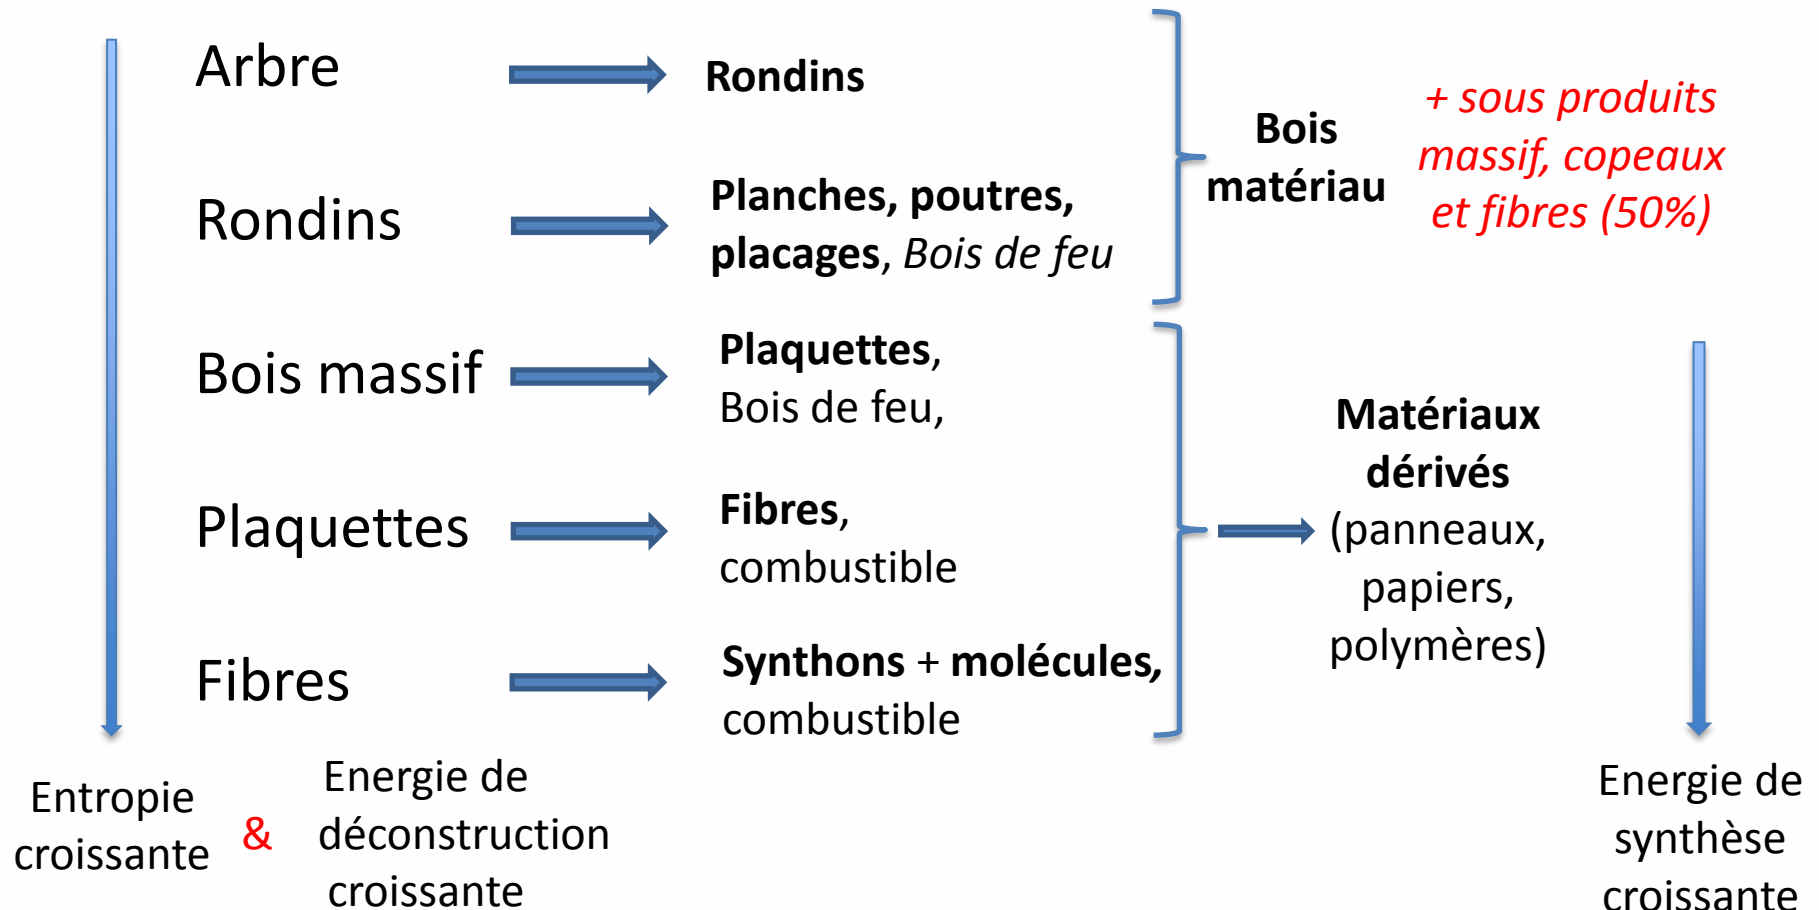 Arbre
Rondins
Rondins
Planches, poutres,
placages, Bois de feu
Bois massif
Plaquettes,
Bois de feu,
Plaquettes
Fibres,
combustible
Fibres
Synthons + molécules,
combustible
Bois
matériau
+ sous produits
massif, copeaux
et fibres (50%)
Matériaux
dérivés
(panneaux,
papiers,
polymères)
Entropie
croissante
&
Energie de
déconstruction
croissante
Energie de
synthèse
croissante